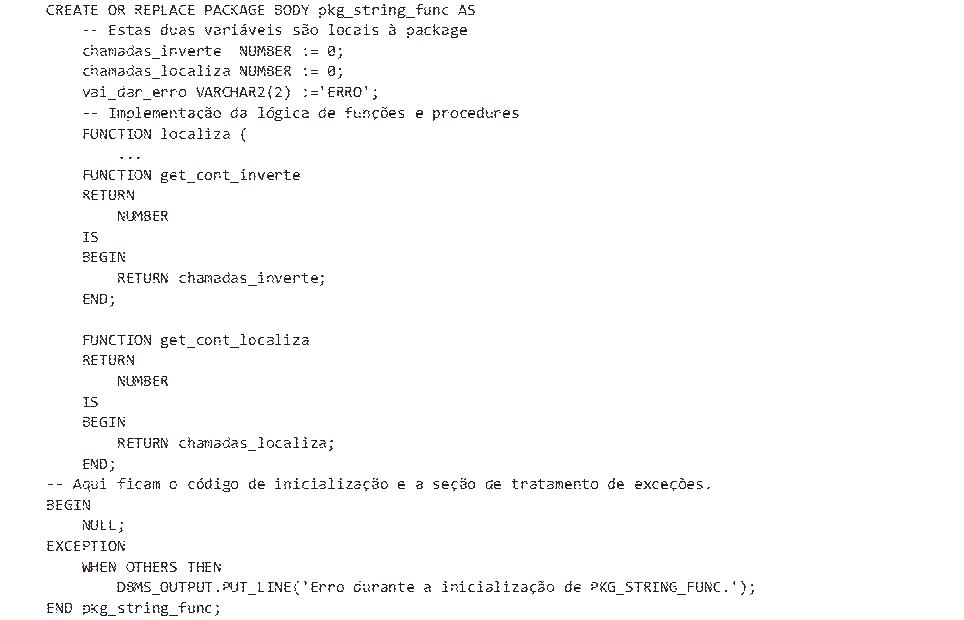 CREATE OR REPLACE PACKAGE BODY pkg_string_func AS
-- Estas duas variáveis são locais à package
chamadas_inverte NUMBER := 0;
chamadas_localiza NUMBER := 0;
vai_dar_erro VARCHAR2(2) :='ERRO';
-- Implementação da lógica de funções e procedures
FUNCTION localiza (
...
FUNCTION get_cont_inverte
RETURN
NUMBER
IS
BEGIN
RETURN chamadas_inverte;
END;
FUNCTION get_cont_localiza
RETURN
NUMBER
IS
BEGIN
RETURN chamadas_localiza;
END;
-- Aqui ficam o código de inicialização e a seção de tratamento de exceções.
BEGIN
NULL;
EXCEPTION
WHEN OTHERS THEN
DBMS_OUTPUT.PUT_LINE('Erro durante a inicialização de PKG_STRING_FUNC.');
END pkg_string_func;